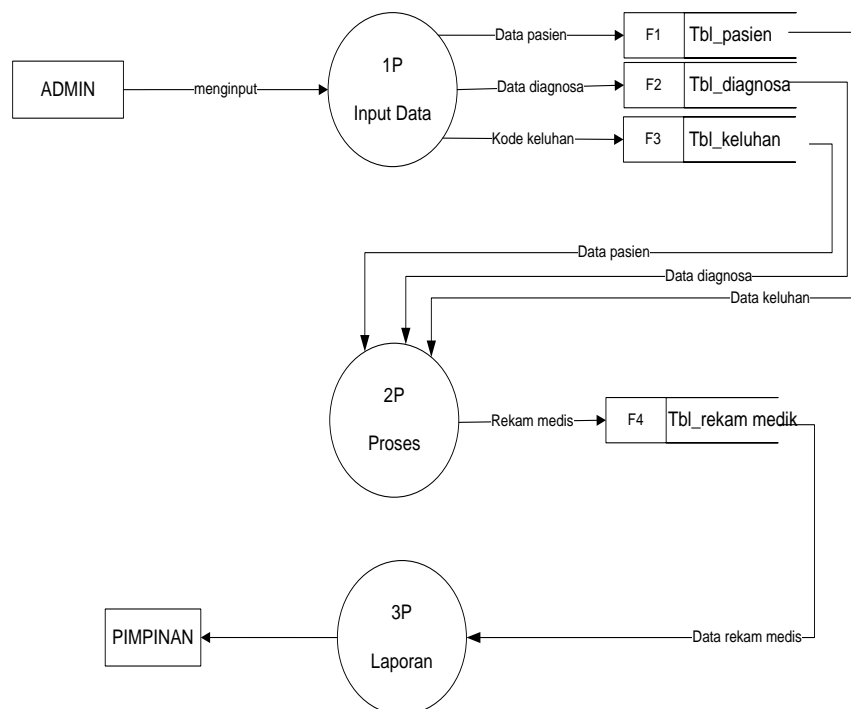 Data pasien
F1
Tbl_pasien
1P
ADMIN
menginput
Data diagnosa
F2
Tbl_diagnosa
Input Data
Kode keluhan
F3
Tbl_keluhan
Data pasien
Data diagnosa
Data keluhan
2P
Proses
Rekam medis
F4
Tbl_rekam medik
3P
Laporan
PIMPINAN
Data rekam medis